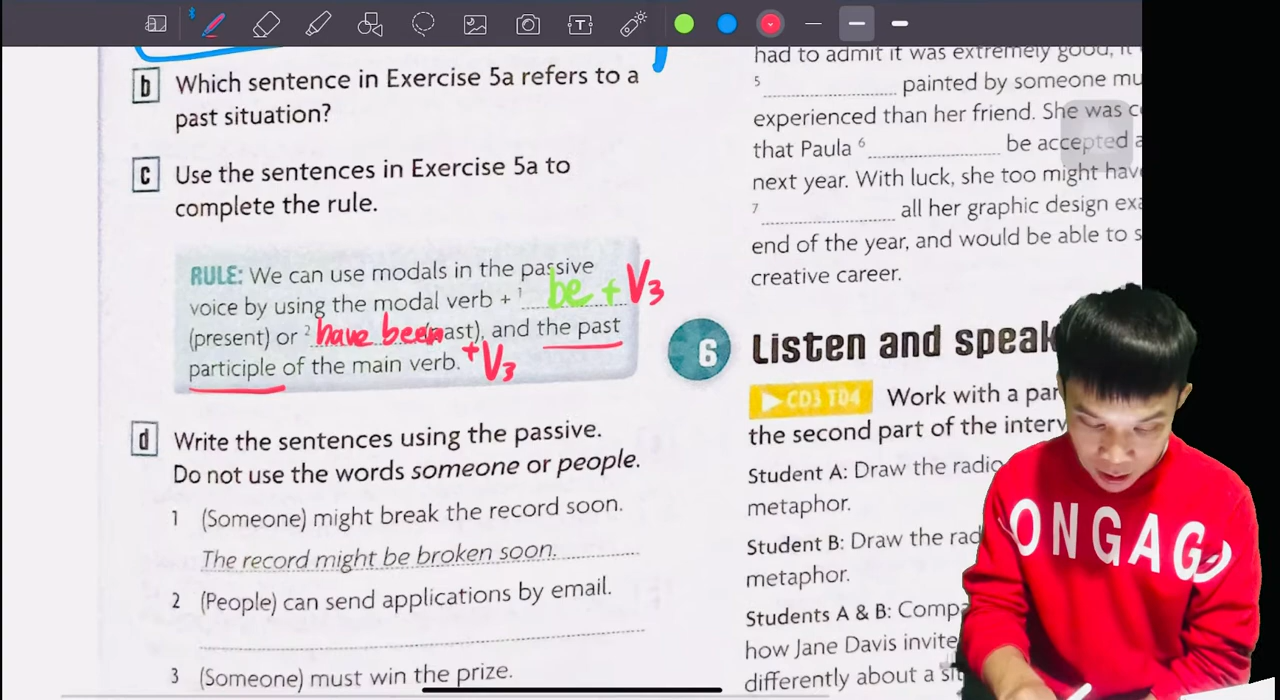 b Which sentence in Exercise 5a refers to a
past situation?
c Use the sentences in Exercise 5a to
complete the rule.
RULE: We can use modals in the passive
voice by using the modal verb + 1 be + V3
(present) or 2 have been (past), and the past
participle of the main verb. + V3
d Write the sentences using the passive.
Do not use the words someone or people.
1 (Someone) might break the record soon.
The record might be broken soon.
2 (People) can send applications by email.
3 (Someone) must win the prize.
had to admit it was extremely good, it
5 painted by someone
experienced than her friend. She was
that Paula 6 be accepted
next year. With luck, she too might
7 all her graphic design
end of the year, and would be able to
creative career.
6 Listen and speak
CD3 T04 Work with a
the second part of the
Student A: Draw the radio
metaphor.
Student B: Draw the
metaphor.
Students A & B:
how Jane Davis
differently about a
ONGAG